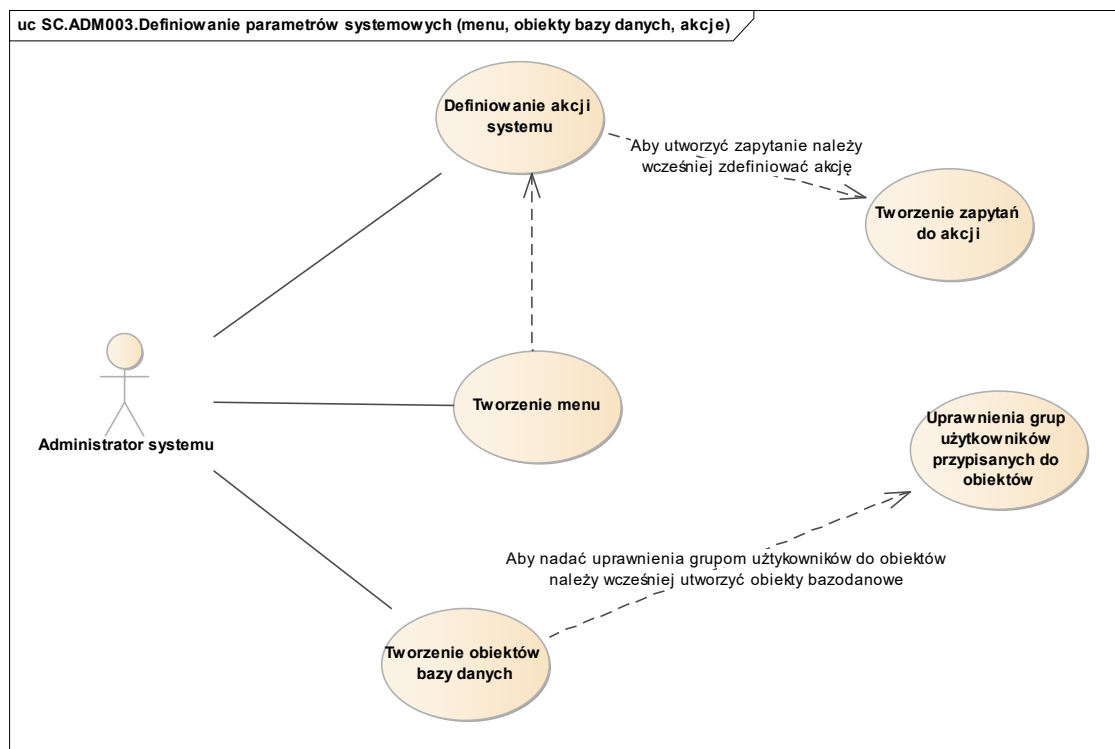 uc SC.ADM003.Definiowanie parametrów systemowych (menu, obiekty bazy danych, akcje)
Definiowanie akcji
systemu
Aby utworzyć zapytanie należy
wcześniej zdefiniować akcję
Tworzenie zapytań
do akcji
Tworzenie menu
Administrator systemu
Uprawnienia grup
użytkowników
przypisanych do
obiektów
Aby nadać uprawnienia grupom użtykowników do obiektów
należy wcześniej utworzyć obiekty bazodanowe
Tworzenie obiektów
bazy danych